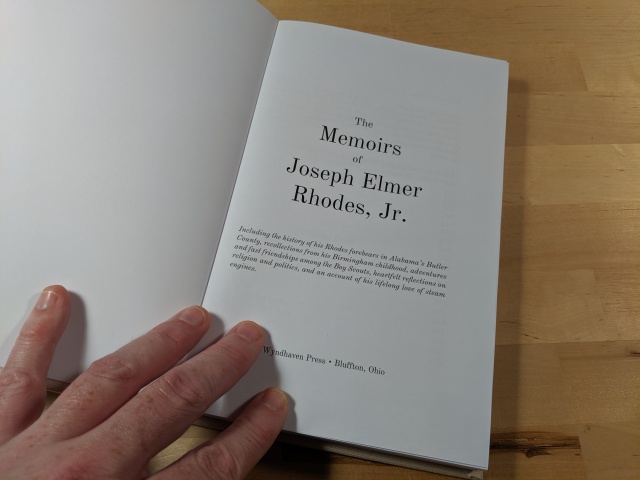 The
Memoirs
of
Joseph Elmer
Rhodes, Jr.
Including the history of his Rhodes forebears in Alabama's Butler
County, recollections from his Birmingham childhood, adventures
and fast friendships among the Boy Scouts, heartfelt reflections on
religion and politics, and an account of his lifelong love of steam
engines.
Wyndhaven Press • Bluffton, Ohio